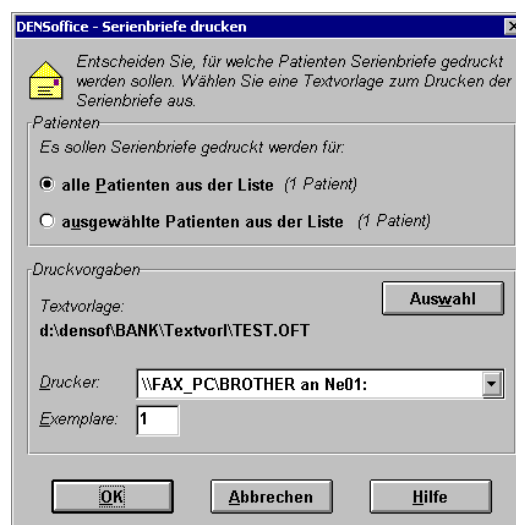 DENSoffice - Serienbriefe drucken
Entscheiden Sie, für welche Patienten Serienbriefe gedruckt
werden sollen. Wählen Sie eine Textvorlage zum Drucken der
Serienbriefe aus.
Patienten
Es sollen Serienbriefe gedruckt werden für:
alle Patienten aus der Liste (1 Patient)
ausgewählte Patienten aus der Liste (1 Patient)
Druckvorgaben
Textvorlage:
Auswahl
d:\densof\BANK\Textvorl\TEST.OFT
Drucker: \\FAX_PC\BROTHER an Ne01:
Exemplare: 1
OK Abbrechen Hilfe